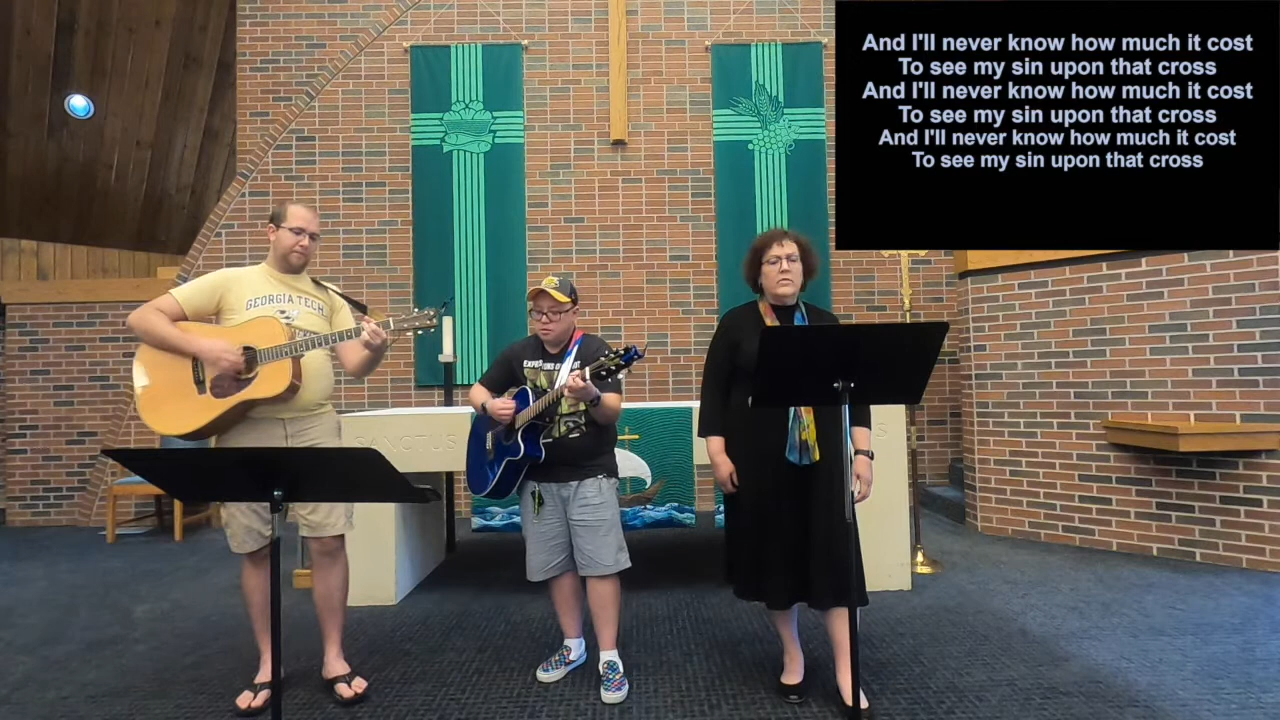 And I'll never know how much it cost
To see my sin upon that cross
And I'll never know how much it cost
To see my sin upon that cross
And I'll never know how much it cost
To see my sin upon that cross
GEORGIA TECH
SANCTUS